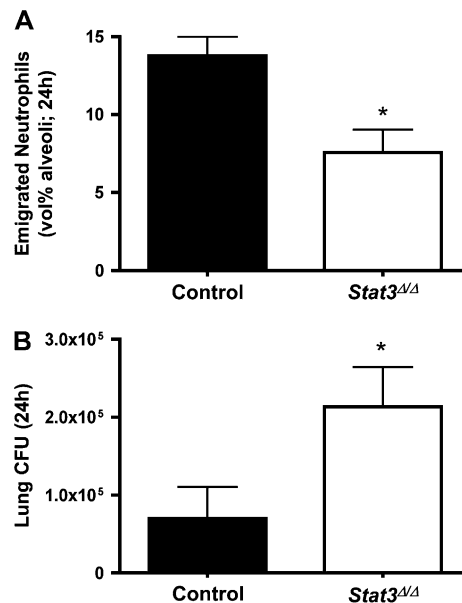 A
Emigrated Neutrophils
(vol% alveoli; 24h)
15
10
5
0
*
Control
Stat3Δ/Δ
B
Lung CFU (24h)
3.0x10⁵
2.0x10⁵
1.0x10⁵
0
*
Control
Stat3Δ/Δ